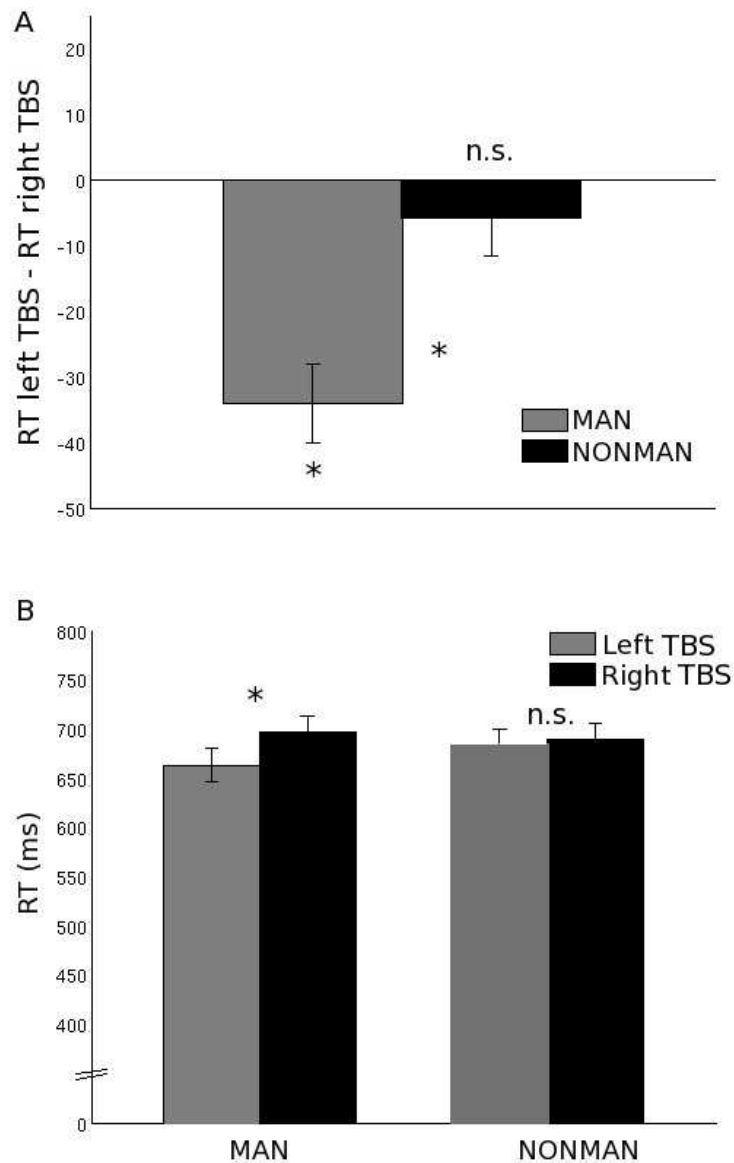 A
RT left TBS - RT right TBS
20
10
0
-10
-20
-30
-40
-50
n.s.
*
*
MAN
NONMAN
B
RT (ms)
800
750
700
650
600
550
500
450
400
0
Left TBS
Right TBS
*
n.s.
MAN
NONMAN